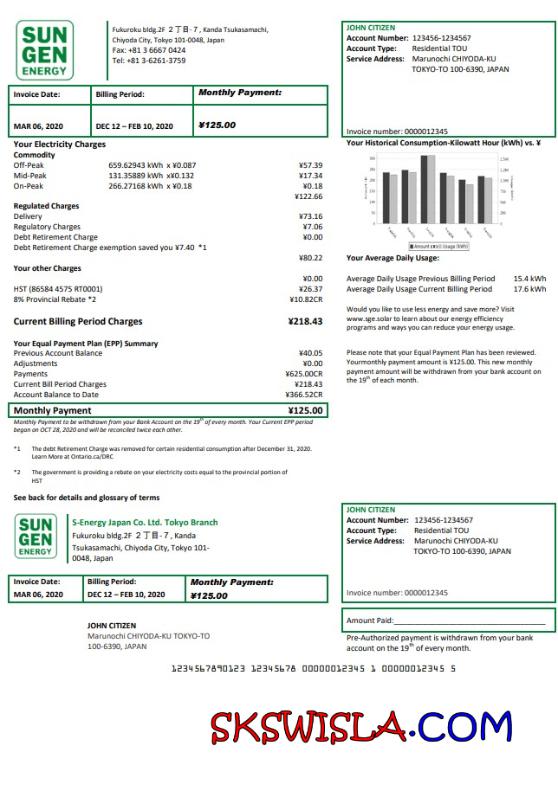 SUN
GEN
ENERGY
Fukuroku bldg.2F ２丁目-７, Kanda Tsukasamachi,
Chiyoda City, Tokyo 101-0048, Japan
Fax: +81 3 6667 0424
Tel: +81 3-6261-3759
JOHN CITIZEN
Account Number: 123456-1234567
Account Type: Residential TOU
Service Address: Marunochi CHIYODA-KU
TOKYO-TO 100-6390, JAPAN
Invoice number: 0000012345
Invoice Date: Billing Period: Monthly Payment:
MAR 06, 2020 DEC 12 – FEB 10, 2020 ¥125.00
Your Electricity Charges
Commodity
Off-Peak 659.62943 kWh x ¥0.087 ¥57.39
Mid-Peak 131.35889 kWh x¥0.132 ¥17.34
On-Peak 266.27168 kWh x ¥0.18 ¥0.18
¥122.66
Regulated Charges
Delivery ¥73.16
Regulatory Charges ¥7.06
Debt Retirement Charge ¥0.00
Debt Retirement Charge exemption saved you ¥7.40 *1
¥80.22
Your other Charges
¥0.00
HST (86584 4575 RT0001) ¥26.37
8% Provincial Rebate *2 ¥10.82CR
Current Billing Period Charges ¥218.43
Your Equal Payment Plan (EPP) Summary
Previous Account Balance ¥40.05
Adjustments ¥0.00
Payments ¥625.00CR
Current Bill Period Charges ¥218.43
Account Balance to Date ¥366.52CR
Monthly Payment ¥125.00
Monthly Payment to be withdrawn from your Bank Account on the 19th of every month. Your Current EPP period
began on OCT 28, 2020 and will be reconciled twice each other.
*1 The debt Retirement Charge was removed for certain residential consumption after December 31, 2020.
Learn More at Ontario.ca/DRC
*2 The government is providing a rebate on your electricity costs equal to the provincial portion of
HST
See back for details and glossary of terms
Your Historical Consumption-Kilowatt Hour (kWh) vs. ¥
Your Average Daily Usage:
Average Daily Usage Previous Billing Period 15.4 kWh
Average Daily Usage Current Billing Period 17.6 kWh
Would you like to use less energy and save more? Visit
www.sge.solar to learn about our energy efficiency
programs and ways you can reduce your energy usage.
Please note that your Equal Payment Plan has been reviewed.
Yourmonthly payment amount is ¥125.00. This new monthly
payment amount will be withdrawn from your bank account on
the 19th of each month.
SUN
GEN
ENERGY
S-Energy Japan Co. Ltd. Tokyo Branch
Fukuroku bldg.2F ２丁目-７, Kanda
Tsukasamachi, Chiyoda City, Tokyo 101-
0048, Japan
JOHN CITIZEN
Account Number: 123456-1234567
Account Type: Residential TOU
Service Address: Marunochi CHIYODA-KU
TOKYO-TO 100-6390, JAPAN
Invoice number: 0000012345
Invoice Date: Billing Period: Monthly Payment:
MAR 06, 2020 DEC 12 – FEB 10, 2020 ¥125.00
Amount Paid:
Pre-Authorized payment is withdrawn from your bank
account on the 19th of every month.
JOHN CITIZEN
Marunochi CHIYODA-KU TOKYO-TO
100-6390, JAPAN
1234567890123 12345678 00000012345 1 00000012345 5
SKSWISLA.COM